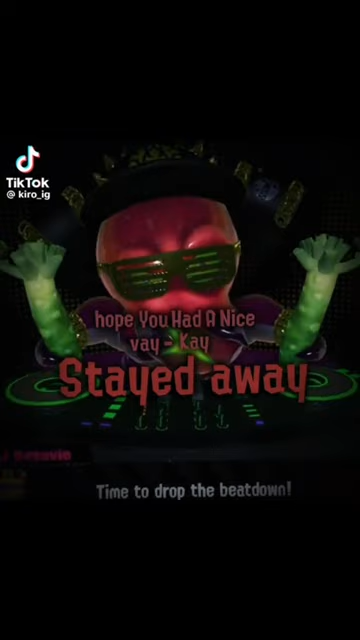 TikTok
@ kiro_ig
hope You Had A Nice
vay - Kay
Stayed away
Time to drop the beatdown!